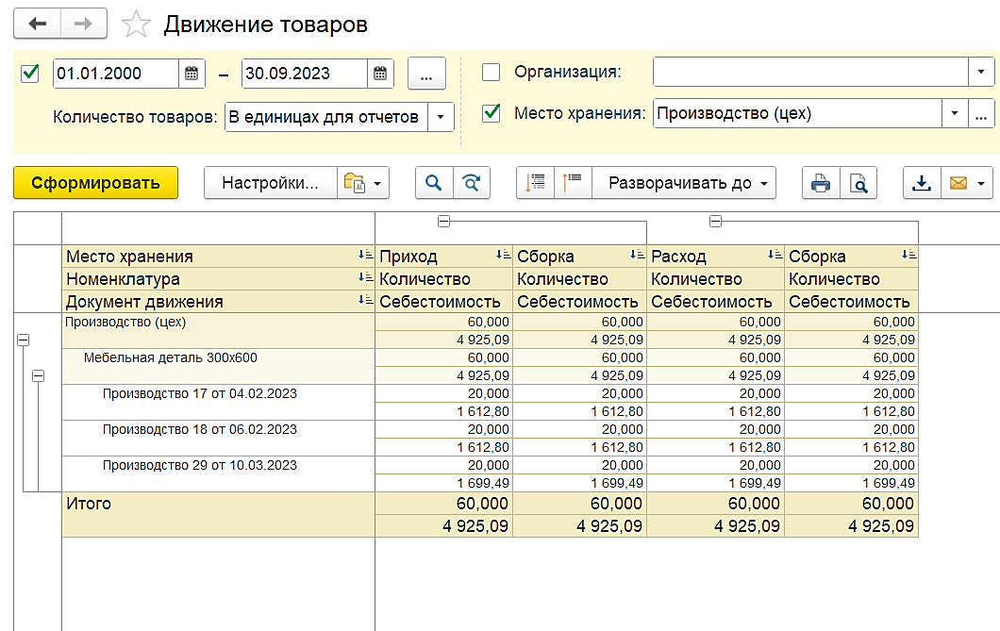 Движение товаров
01.01.2000 – 30.09.2023 ... Организация:
Количество товаров: В единицах для отчетов Место хранения: Производство (цех) ...
Сформировать Настройки... Разворачивать до
Место хранения Приход Сборка Расход Сборка
Номенклатура Количество Количество Количество Количество
Документ движения Себестоимость Себестоимость Себестоимость Себестоимость
Производство (цех) 60,000 60,000 60,000 60,000
4 925,09 4 925,09 4 925,09 4 925,09
Мебельная деталь 300х600 60,000 60,000 60,000 60,000
4 925,09 4 925,09 4 925,09 4 925,09
Производство 17 от 04.02.2023 20,000 20,000 20,000 20,000
1 612,80 1 612,80 1 612,80 1 612,80
Производство 18 от 06.02.2023 20,000 20,000 20,000 20,000
1 612,80 1 612,80 1 612,80 1 612,80
Производство 29 от 10.03.2023 20,000 20,000 20,000 20,000
1 699,49 1 699,49 1 699,49 1 699,49
Итого 60,000 60,000 60,000 60,000
4 925,09 4 925,09 4 925,09 4 925,09